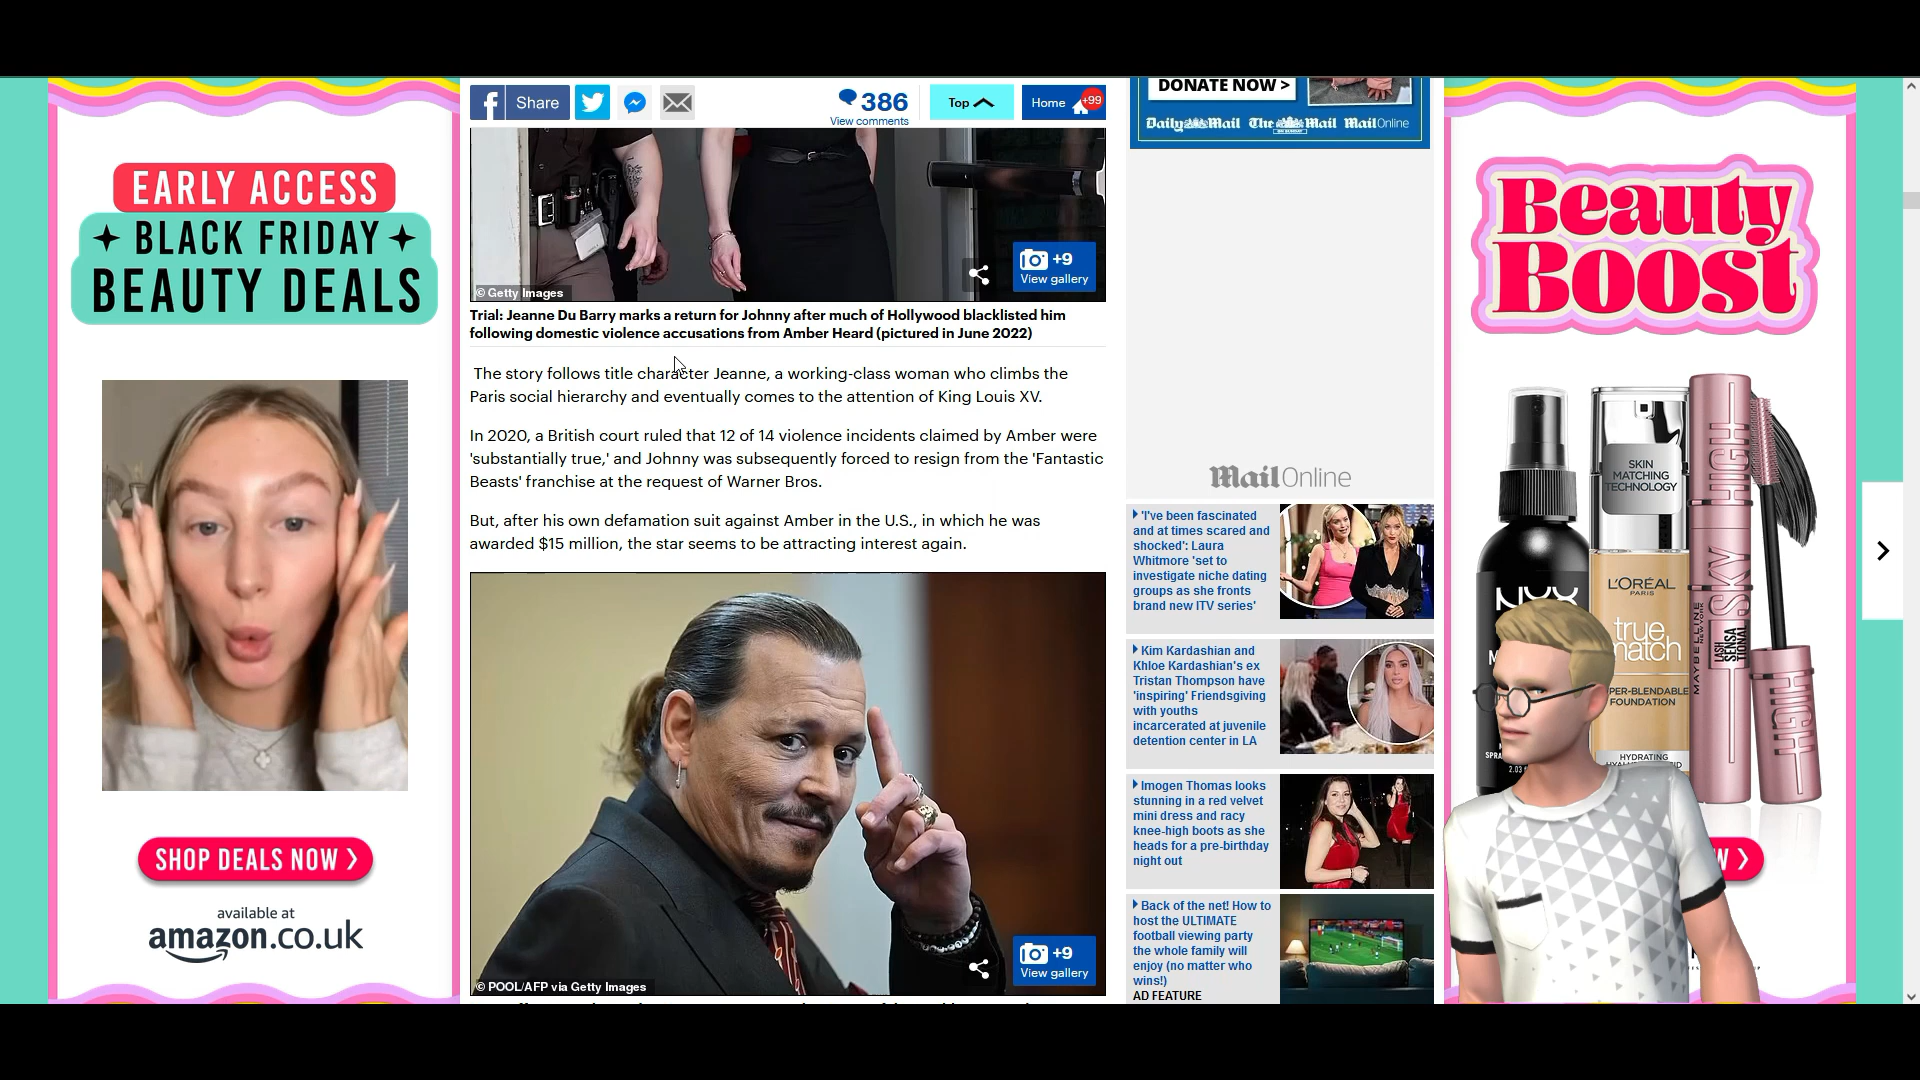 EARLY ACCESS
BLACK FRIDAY
BEAUTY DEALS
SHOP DEALS NOW
available at
amazon.co.uk
Share
386
View comments
Top
Home
+99
+9
View gallery
© Getty Images
Trial: Jeanne Du Barry marks a return for Johnny after much of Hollywood blacklisted him
following domestic violence accusations from Amber Heard (pictured in June 2022)
The story follows title character Jeanne, a working-class woman who climbs the
Paris social hierarchy and eventually comes to the attention of King Louis XV.
In 2020, a British court ruled that 12 of 14 violence incidents claimed by Amber were
'substantially true,' and Johnny was subsequently forced to resign from the 'Fantastic
Beasts' franchise at the request of Warner Bros.
But, after his own defamation suit against Amber in the U.S., in which he was
awarded $15 million, the star seems to be attracting interest again.
+9
View gallery
© POOL/AFP via Getty Images
DONATE NOW >
Daily Mail The Mail MailOnline
MailOnline
'I've been fascinated
and at times scared and
shocked': Laura
Whitmore 'set to
investigate niche dating
groups as she fronts
brand new ITV series'
Kim Kardashian and
Khloe Kardashian's ex
Tristan Thompson have
'inspiring' Friendsgiving
with youths
incarcerated at juvenile
detention center in LA
Imogen Thomas looks
stunning in a red velvet
mini dress and racy
knee-high boots as she
heads for a pre-birthday
night out
Back of the net! How to
host the ULTIMATE
football viewing party
the whole family will
enjoy (no matter who
wins!)
AD FEATURE
Beauty
Boost
SKIN
MATCHING
TECHNOLOGY
NYX
L'ORÉAL
PARIS
true
match
FOUNDATION
HYDRATING
MAYBELLINE
NEW YORK
LASH
SENSA
TIONAL
SKY HIGH
HIGH
2.03